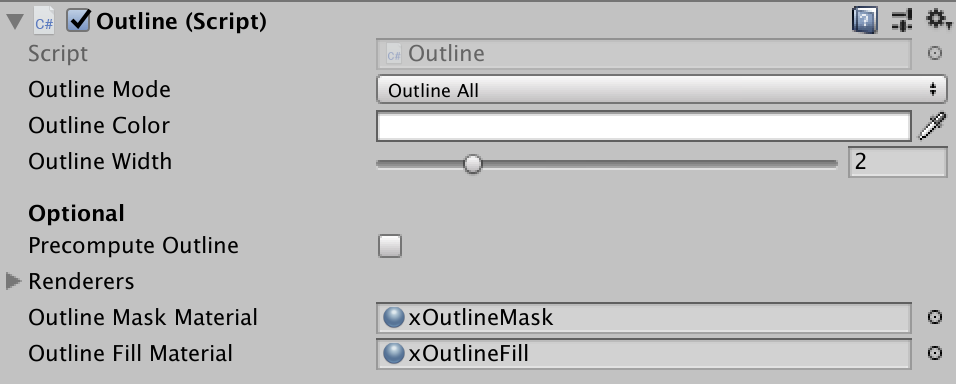 C# Outline (Script)
Script C# Outline
Outline Mode Outline All
Outline Color
Outline Width 2
Optional
Precompute Outline
Renderers
Outline Mask Material xOutlineMask
Outline Fill Material xOutlineFill